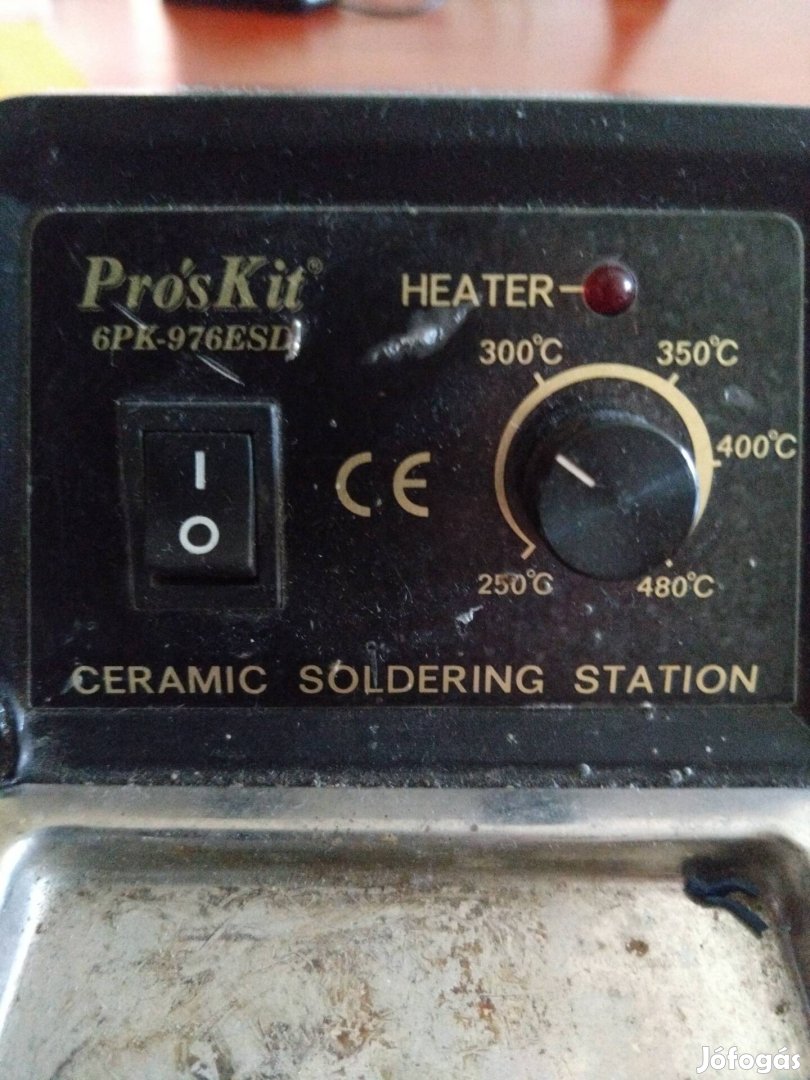 Pro'sKit®
6PK-976ESD
HEATER
300°C
350°C
400°C
250°C
480°C
I
O
CE
CERAMIC SOLDERING STATION
Jófogás